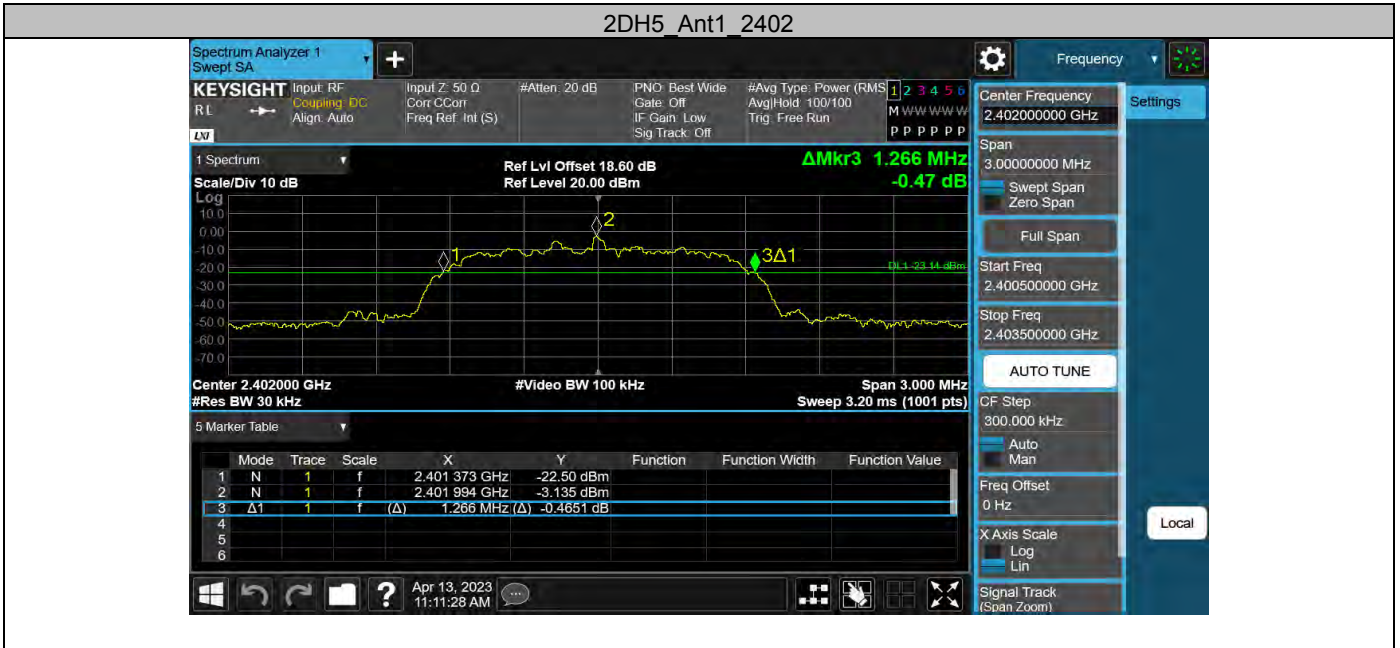 2DH5_Ant1_2402
Spectrum Analyzer 1
Swept SA
+
Frequency
KEYSIGHT
RL
LXI
Input: RF
Coupling: DC
Align: Auto
Input Z: 50 Ω
Corr CCorr
Freq Ref: Int (S)
#Atten: 20 dB
PNO: Best Wide
Gate: Off
IF Gain: Low
Sig Track: Off
#Avg Type: Power (RMS
Avg|Hold: 100/100
Trig: Free Run
1 2 3 4 5 6
M W W W W W
P P P P P P
1 Spectrum
Scale/Div 10 dB
Ref Lvl Offset 18.60 dB
Ref Level 20.00 dBm
ΔMkr3 1.266 MHz
-0.47 dB
Log
10.0
0.00
-10.0
-20.0
-30.0
-40.0
-50.0
-60.0
-70.0
1
2
3Δ1
DL1 -23.14 dBm
Center 2.402000 GHz
#Video BW 100 kHz
Span 3.000 MHz
#Res BW 30 kHz
Sweep 3.20 ms (1001 pts)
5 Marker Table
Mode Trace Scale X Y Function Function Width Function Value
1 N 1 f 2.401 373 GHz -22.50 dBm
2 N 1 f 2.401 994 GHz -3.135 dBm
3 Δ1 1 f (Δ) 1.266 MHz (Δ) -0.4651 dB
4
5
6
?
Apr 13, 2023
11:11:28 AM
Center Frequency
2.402000000 GHz
Settings
Span
3.00000000 MHz
Swept Span
Zero Span
Full Span
Start Freq
2.400500000 GHz
Stop Freq
2.403500000 GHz
AUTO TUNE
CF Step
300.000 kHz
Auto
Man
Freq Offset
0 Hz
Local
X Axis Scale
Log
Lin
Signal Track
(Span Zoom)